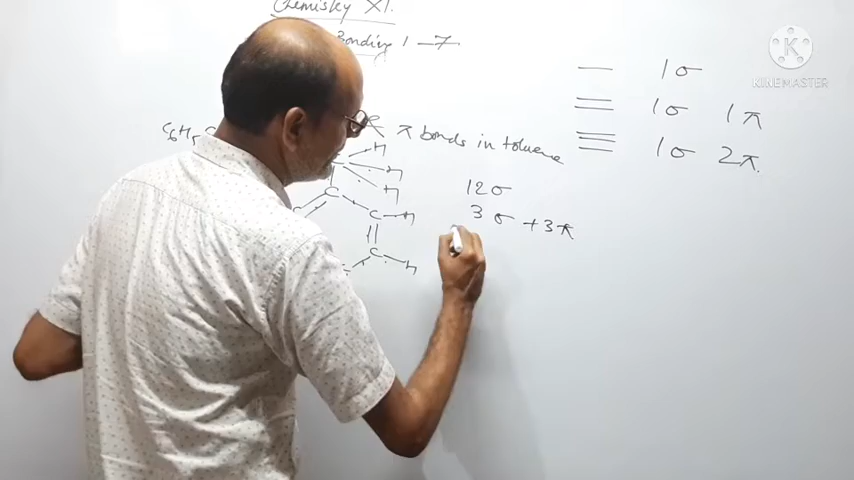 Chemistry XI.
Bonding 1 — 7
C6H5
π bonds in toluene
H
H
H
C
C – H
C – H
12σ
3σ + 3π
— 1σ
= 1σ 1π
≡ 1σ 2π.
KINEMASTER